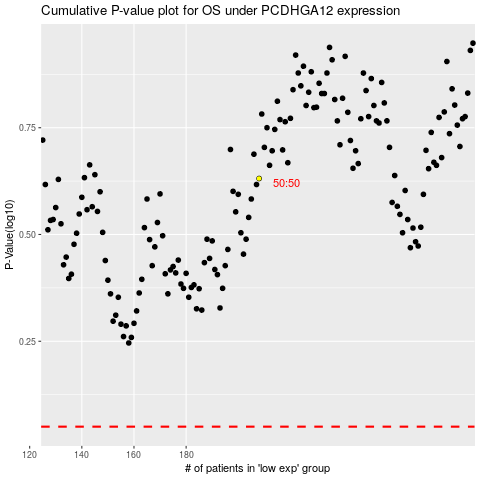 Cumulative P-value plot for OS under PCDHGA12 expression
P-Value(log10)
0.75
0.50
0.25
50:50
120 140 160 180
# of patients in 'low exp' group